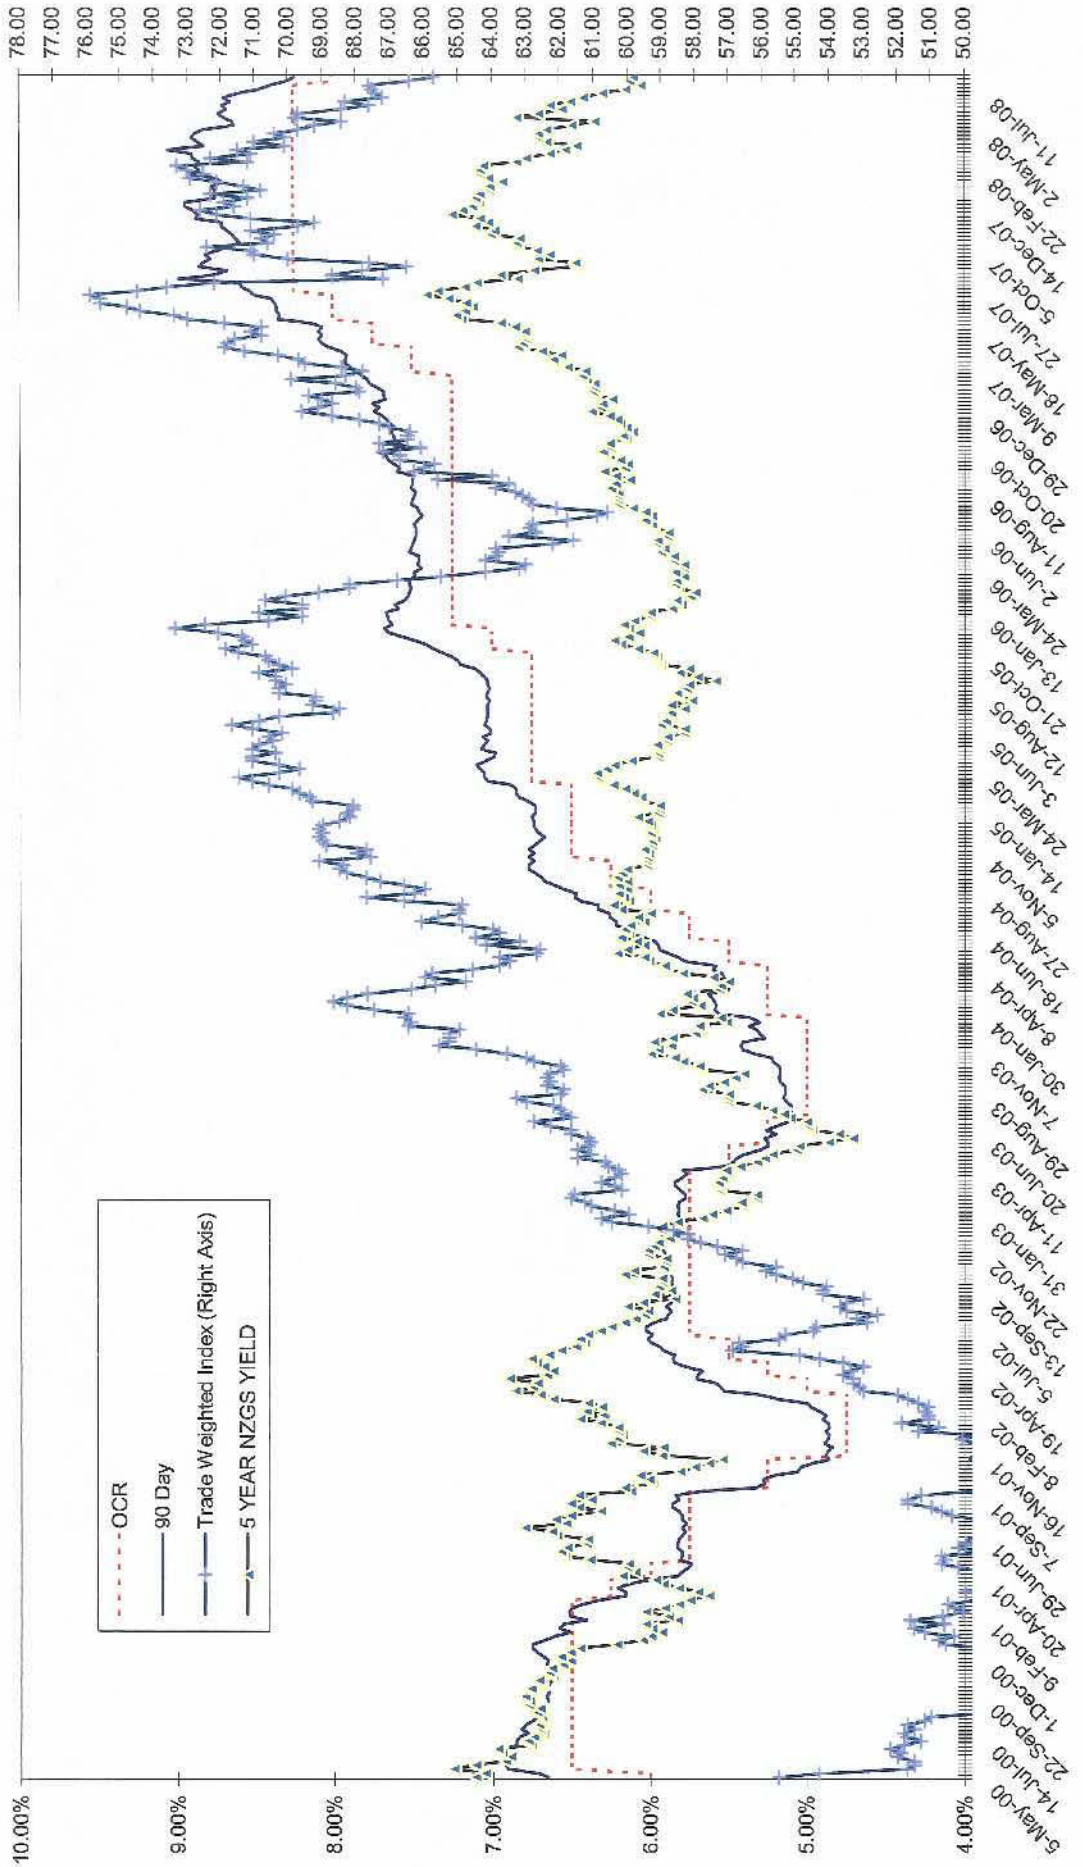 10.00%
9.00%
8.00%
7.00%
6.00%
5.00%
4.00%
OCR
90 Day
Trade Weighted Index (Right Axis)
5 YEAR NZGS YIELD
78.00
77.00
76.00
75.00
74.00
73.00
72.00
71.00
70.00
69.00
68.00
67.00
66.00
65.00
64.00
63.00
62.00
61.00
60.00
59.00
58.00
57.00
56.00
55.00
54.00
53.00
52.00
51.00
50.00
5-May-00
14-Jul-00
22-Sep-00
1-Dec-00
9-Feb-01
20-Apr-01
29-Jun-01
7-Sep-01
16-Nov-01
8-Feb-02
19-Apr-02
5-Jul-02
13-Sep-02
22-Nov-02
31-Jan-03
11-Apr-03
20-Jun-03
29-Aug-03
7-Nov-03
30-Jan-04
8-Apr-04
18-Jun-04
27-Aug-04
5-Nov-04
14-Jan-05
24-Mar-05
3-Jun-05
12-Aug-05
21-Oct-05
13-Jan-06
24-Mar-06
2-Jun-06
11-Aug-06
20-Oct-06
29-Dec-06
9-Mar-07
18-May-07
27-Jul-07
5-Oct-07
14-Dec-07
22-Feb-08
2-May-08
11-Jul-08